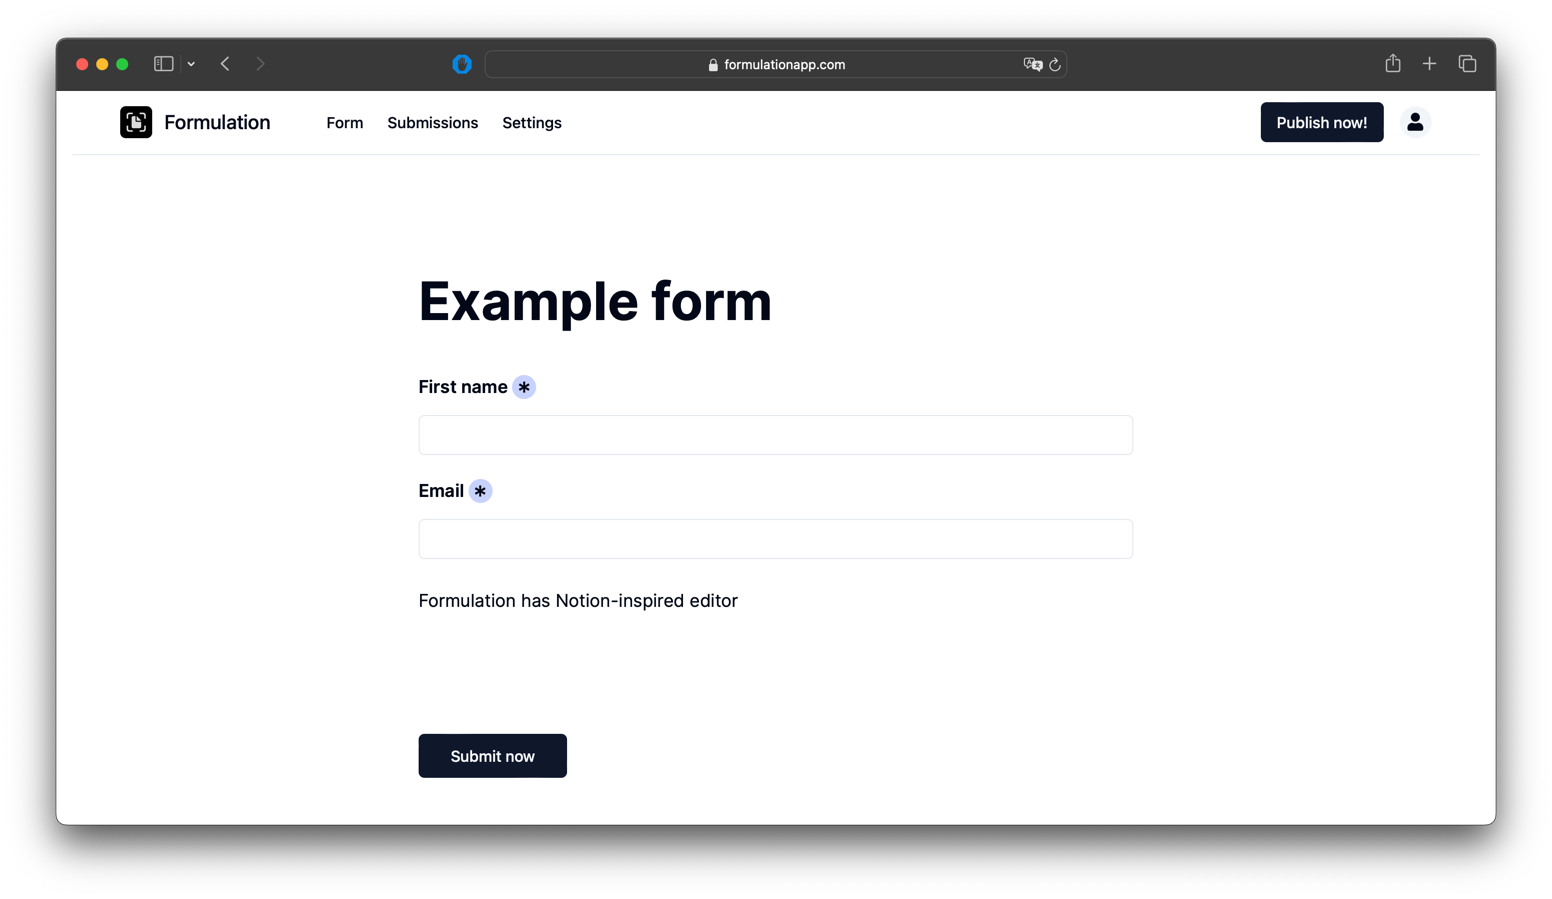 formulationapp.com
Formulation Form Submissions Settings Publish now!
Example form
First name *
Email *
Formulation has Notion-inspired editor
Submit now